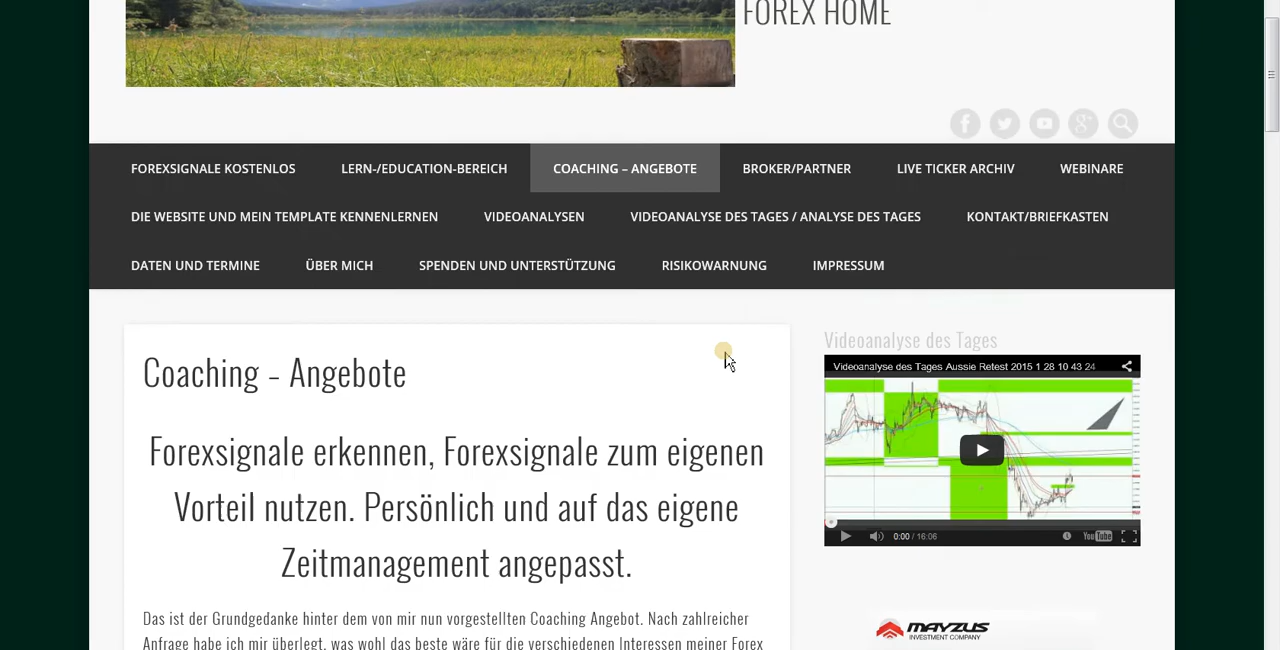 FOREX HOME
FOREXSIGNALE KOSTENLOS LERN-/EDUCATION-BEREICH COACHING – ANGEBOTE BROKER/PARTNER LIVE TICKER ARCHIV WEBINARE
DIE WEBSITE UND MEIN TEMPLATE KENNENLERNEN VIDEOANALYSEN VIDEOANALYSE DES TAGES / ANALYSE DES TAGES KONTAKT/BRIEFKASTEN
DATEN UND TERMINE ÜBER MICH SPENDEN UND UNTERSTÜTZUNG RISIKOWARNUNG IMPRESSUM
Coaching – Angebote
Forexsignale erkennen, Forexsignale zum eigenen
Vorteil nutzen. Persönlich und auf das eigene
Zeitmanagement angepasst.
Das ist der Grundgedanke hinter dem von mir nun vorgestellten Coaching Angebot. Nach zahlreicher
Anfrage habe ich mir überlegt, was wohl das beste wäre für die verschiedenen Interessen meiner Forex
Videoanalyse des Tages
Videoanalyse des Tages Aussie Retest 2015 1 28 10 43 24
0:00 / 16:06
YouTube
MAYZUS
INVESTMENT COMPANY